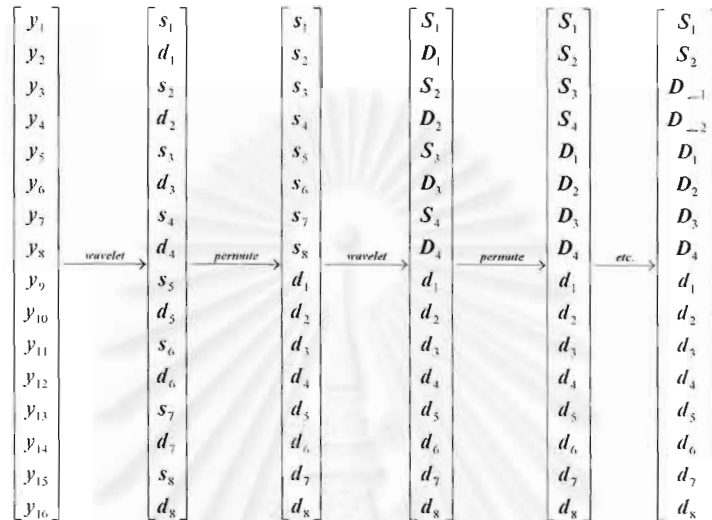 y₁ s₁ s₁ S₁ S₁ S₁
y₂ d₁ s₂ D₁ S₂ S₂
y₃ s₂ s₃ S₂ S₃ D_₁
y₄ d₂ s₄ D₂ S₄ D_₂
y₅ s₃ s₅ S₃ D₁ D₁
y₆ d₃ s₆ D₃ D₂ D₂
y₇ s₄ s₇ S₄ D₃ D₃
y₈ wavelet d₄ permute s₈ wavelet D₄ permute D₄ etc. D₄
y₉ s₅ d₁ d₁ d₁ d₁
y₁₀ d₅ d₂ d₂ d₂ d₂
y₁₁ s₆ d₃ d₃ d₃ d₃
y₁₂ d₆ d₄ d₄ d₄ d₄
y₁₃ s₇ d₅ d₅ d₅ d₅
y₁₄ d₇ d₆ d₆ d₆ d₆
y₁₅ s₈ d₇ d₇ d₇ d₇
y₁₆ d₈ d₈ d₈ d₈ d₈